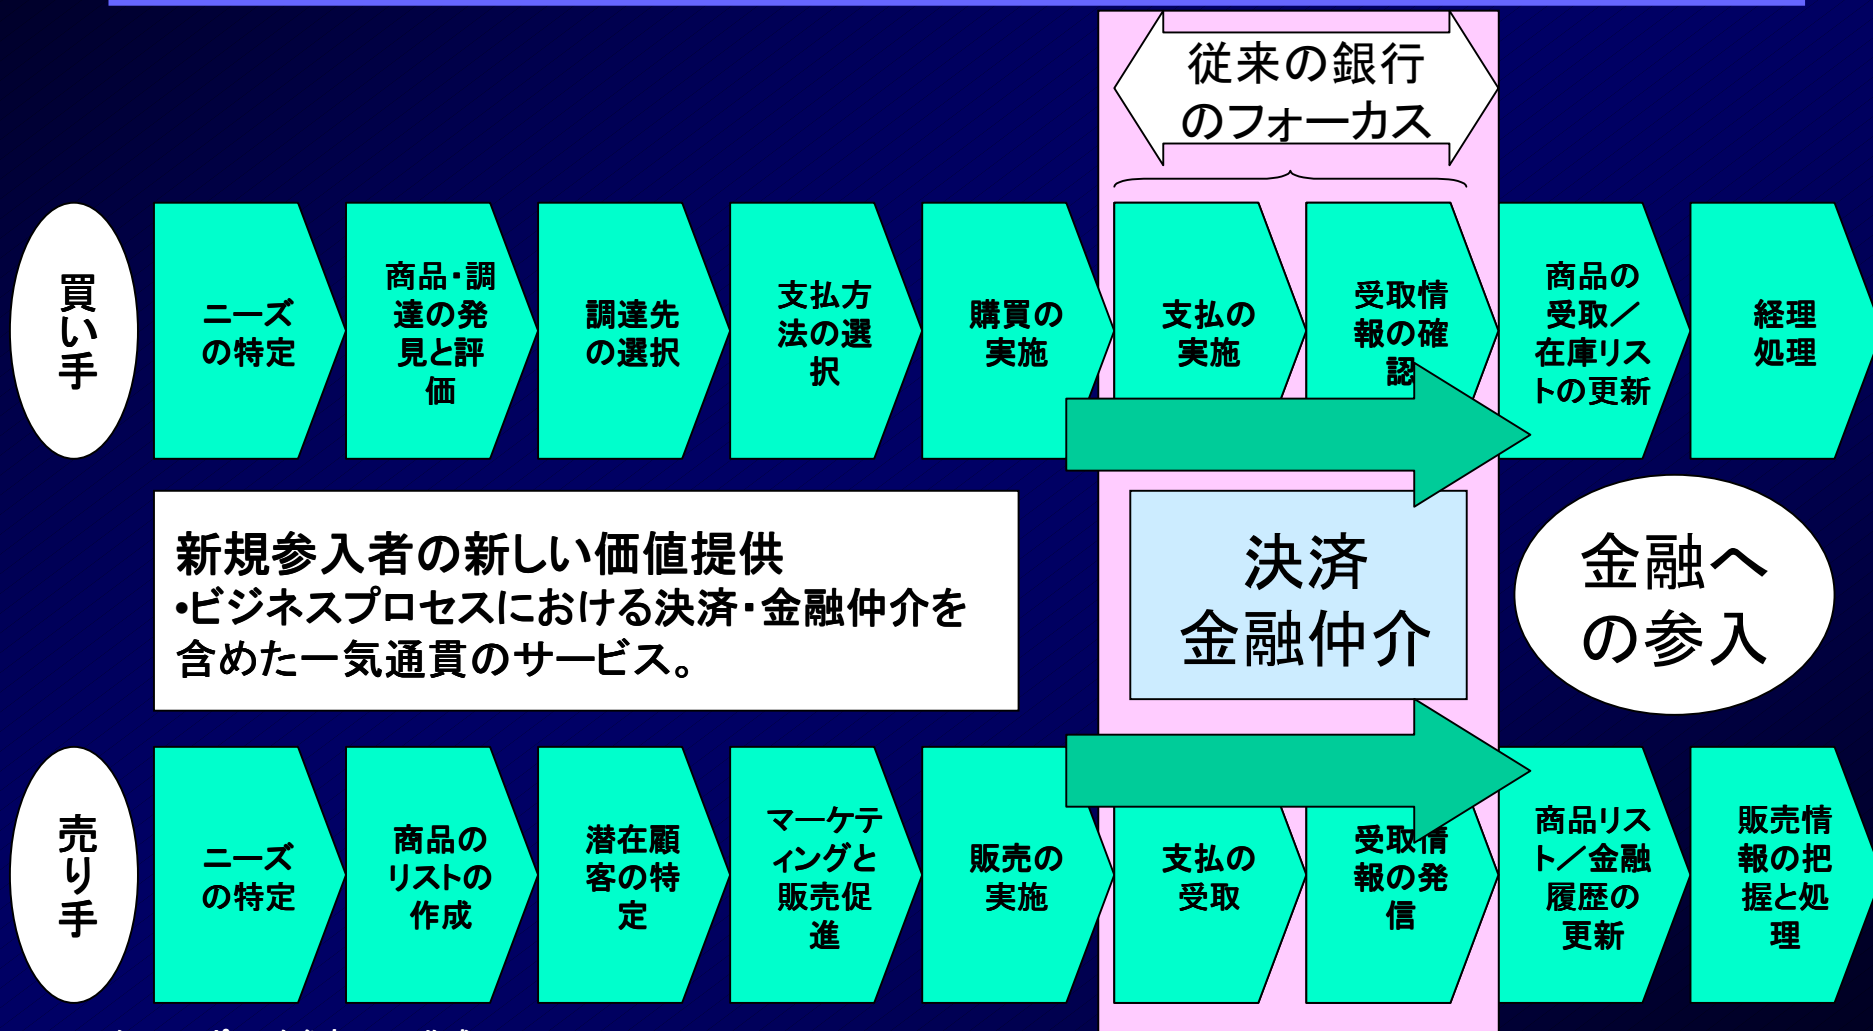 従来の銀行
のフォーカス
買い手
ニーズ
の特定
商品・調
達の発
見と評
価
調達先
の選択
支払方
法の選
択
購買の
実施
支払の
実施
受取情
報の確
認
商品の
受取／
在庫リス
トの更新
経理
処理
新規参入者の新しい価値提供
•ビジネスプロセスにおける決済・金融仲介を
含めた一気通貫のサービス。
決済
金融仲介
金融へ
の参入
売り手
ニーズ
の特定
商品の
リストの
作成
潜在顧
客の特
定
マーケテ
ィングと
販売促
進
販売の
実施
支払の
受取
受取情
報の発
信
商品リス
ト／金融
履歴の
更新
販売情
報の把
握と処
理